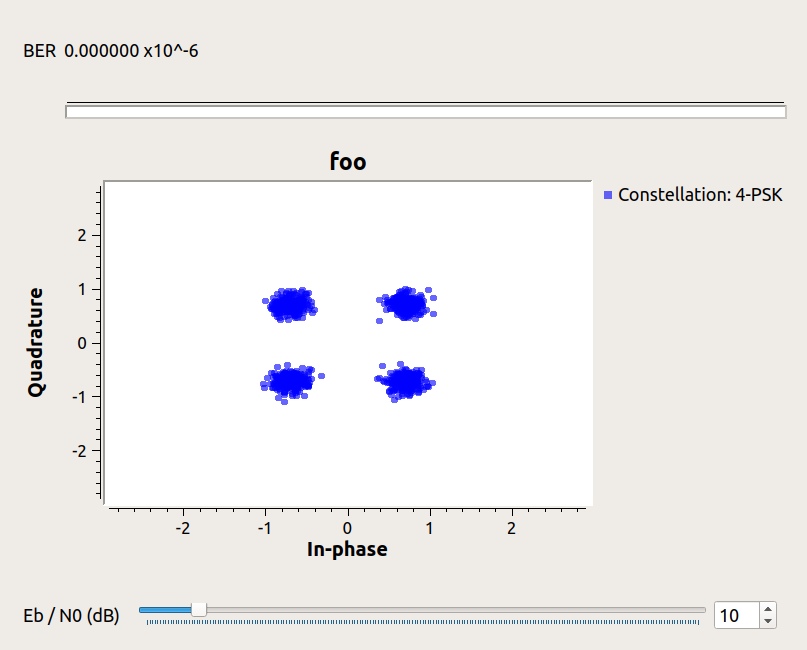 BER 0.000000 x10^-6
foo
Constellation: 4-PSK
Quadrature
2
1
0
-1
-2
-2 -1 0 1 2
In-phase
Eb / N0 (dB) 10